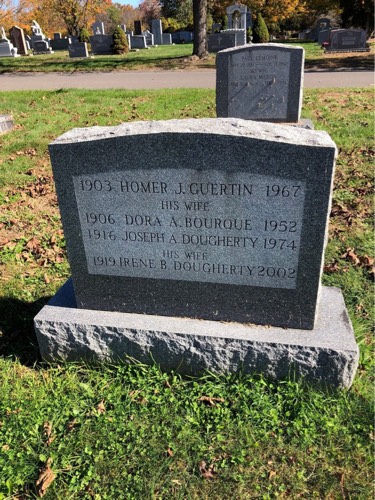 1903 HOMER J. GUERTIN 1967
HIS WIFE
1906 DORA A. BOURQUE 1952
1916 JOSEPH A. DOUGHERTY 1974
HIS WIFE
1919 IRENE B. DOUGHERTY 2002